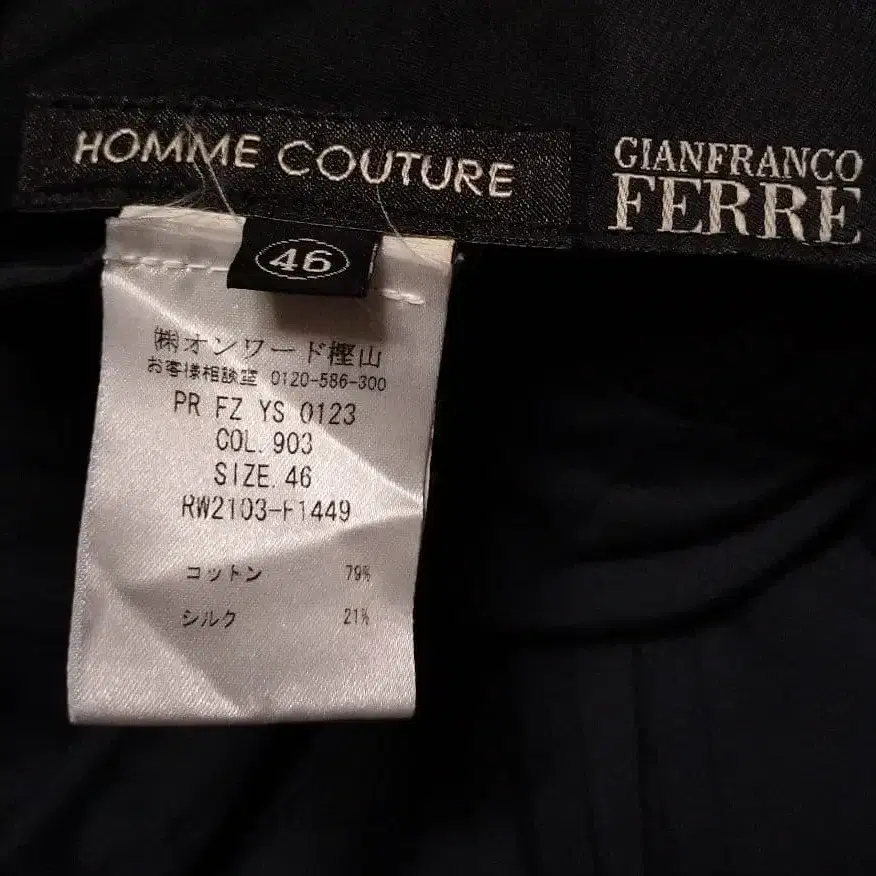 HOMME COUTURE
GIANFRANCO
FERRE
46
㈱オンワード樫山
お客様相談室 0120-586-300
PR FZ YS 0123
COL. 903
SIZE. 46
RW2103-F1449
コットン 79%
シルク 21%